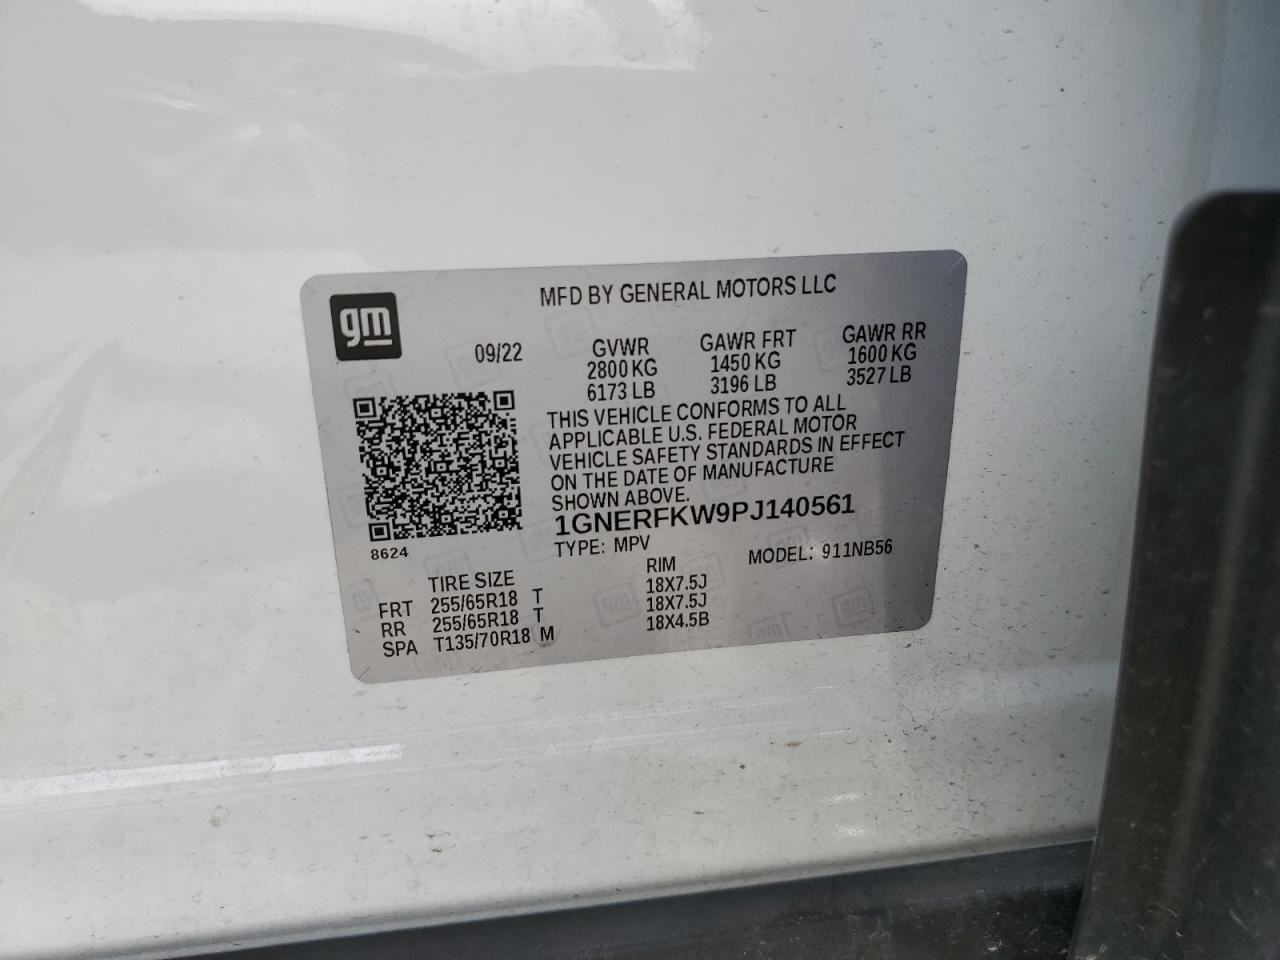 MFD BY GENERAL MOTORS LLC
gm
09/22 GVWR GAWR FRT GAWR RR
2800 KG 1450 KG 1600 KG
6173 LB 3196 LB 3527 LB
THIS VEHICLE CONFORMS TO ALL
APPLICABLE U.S. FEDERAL MOTOR
VEHICLE SAFETY STANDARDS IN EFFECT
ON THE DATE OF MANUFACTURE
SHOWN ABOVE.
1GNERFKW9PJ140561
8624
TYPE: MPV MODEL: 911NB56
TIRE SIZE RIM
FRT 255/65R18 T 18X7.5J
RR 255/65R18 T 18X7.5J
SPA T135/70R18 M 18X4.5B